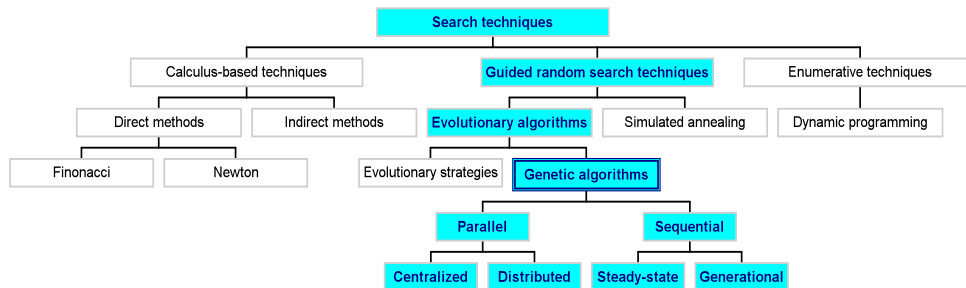 Search techniques
Calculus-based techniques
Guided random search techniques
Enumerative techniques
Direct methods
Indirect methods
Evolutionary algorithms
Simulated annealing
Dynamic programming
Finonacci
Newton
Evolutionary strategies
Genetic algorithms
Parallel
Sequential
Centralized
Distributed
Steady-state
Generational